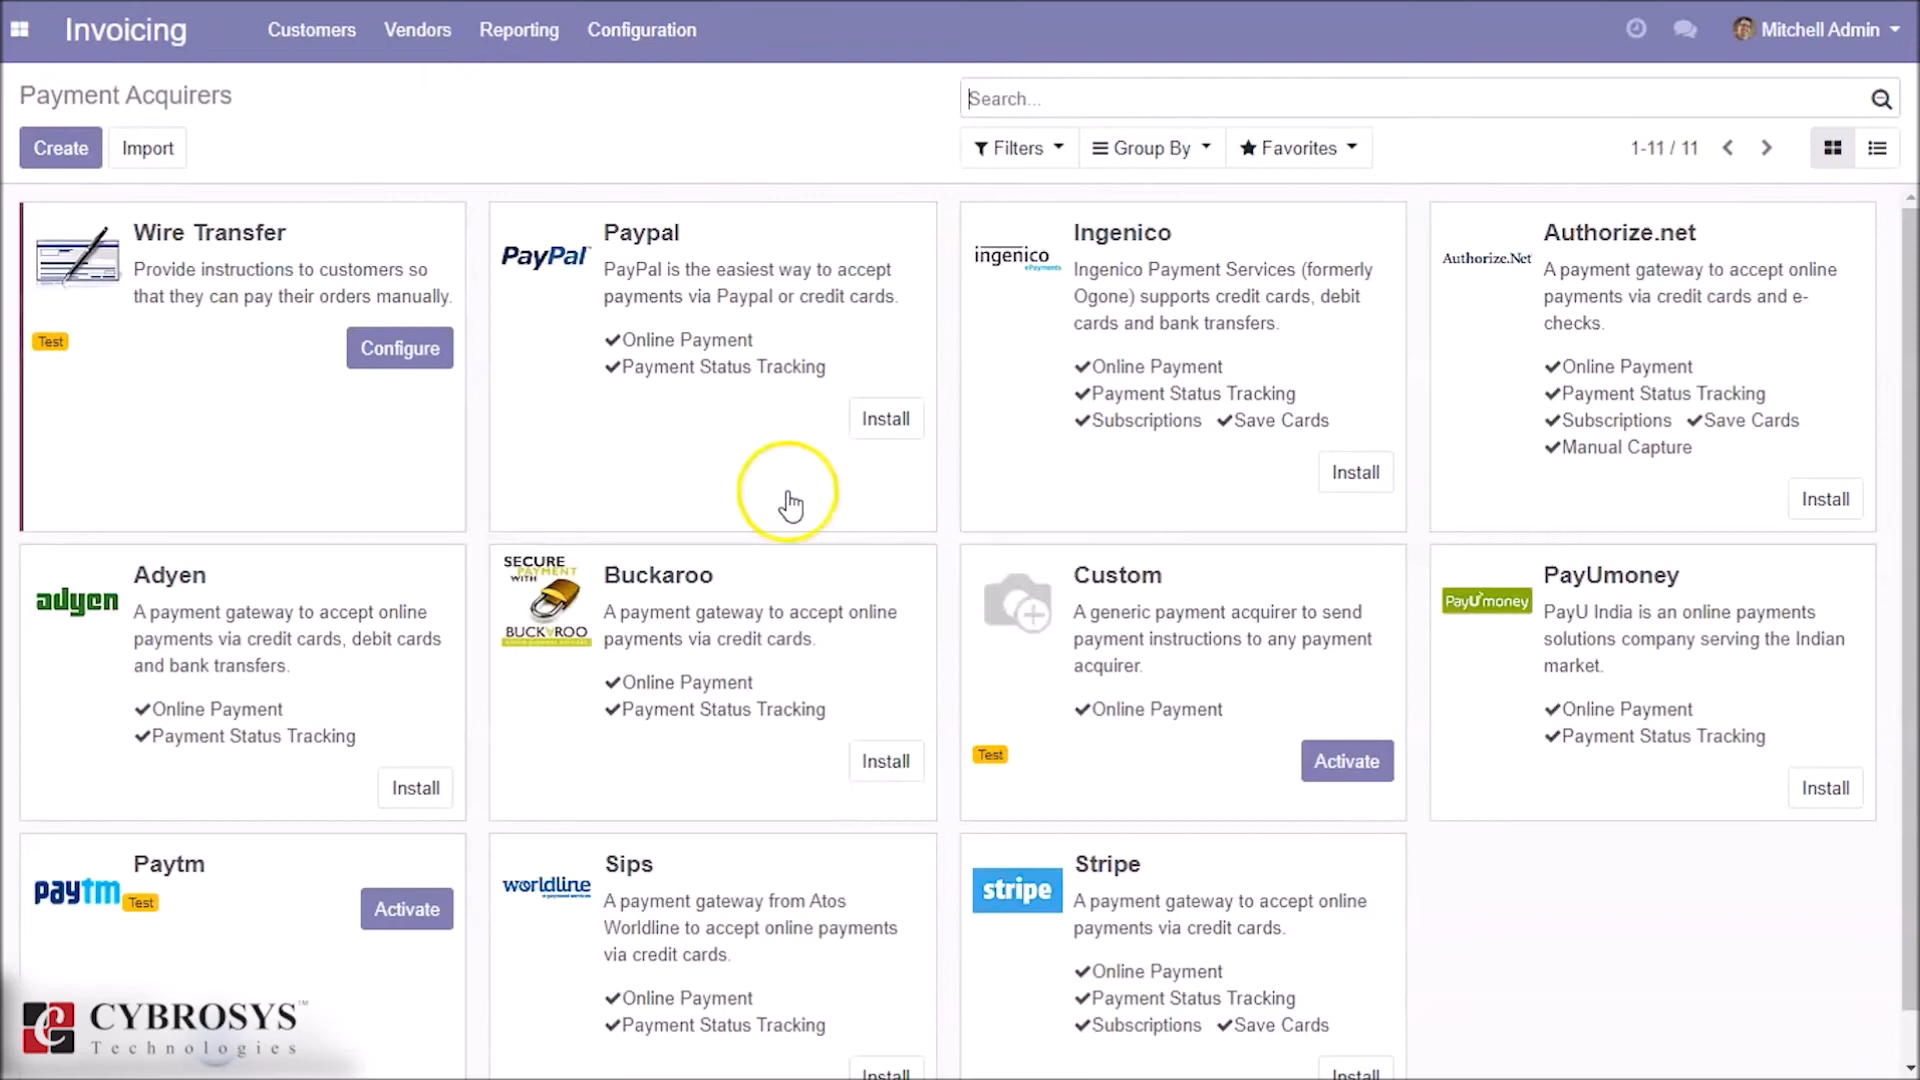 Invoicing
Customers
Vendors
Reporting
Configuration
Mitchell Admin
Payment Acquirers
Search...
Create
Import
Filters
Group By
Favorites
1-11 / 11
Wire Transfer
Provide instructions to customers so
that they can pay their orders manually.
Test
Configure
PayPal
Paypal
PayPal is the easiest way to accept
payments via Paypal or credit cards.
Online Payment
Payment Status Tracking
Install
ingenico
ePayments
Ingenico
Ingenico Payment Services (formerly
Ogone) supports credit cards, debit
cards and bank transfers.
Online Payment
Payment Status Tracking
Subscriptions Save Cards
Install
Authorize.Net
Authorize.net
A payment gateway to accept online
payments via credit cards and e-
checks.
Online Payment
Payment Status Tracking
Subscriptions Save Cards
Manual Capture
Install
adyen
Adyen
A payment gateway to accept online
payments via credit cards, debit cards
and bank transfers.
Online Payment
Payment Status Tracking
Install
SECURE
PAYMENT
WITH
BUCKAROO
Buckaroo
A payment gateway to accept online
payments via credit cards.
Online Payment
Payment Status Tracking
Install
Custom
A generic payment acquirer to send
payment instructions to any payment
acquirer.
Online Payment
Test
Activate
PayUmoney
PayUmoney
PayU India is an online payments
solutions company serving the Indian
market.
Online Payment
Payment Status Tracking
Install
paytm
Paytm
Test
Activate
worldline
Sips
A payment gateway from Atos
Worldline to accept online payments
via credit cards.
Online Payment
Payment Status Tracking
Install
stripe
Stripe
A payment gateway to accept online
payments via credit cards.
Online Payment
Payment Status Tracking
Subscriptions Save Cards
Install
CYBROSYS™
Technologies